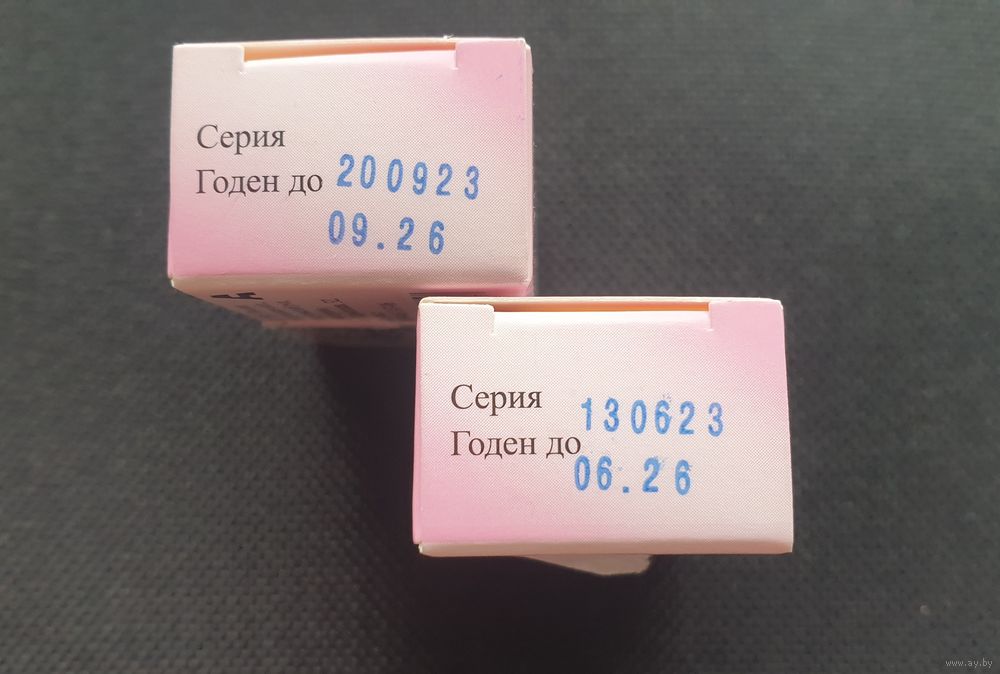 Серия
Годен до 200923
09.26
Серия
130623
Годен до
06.26
www.ay.by